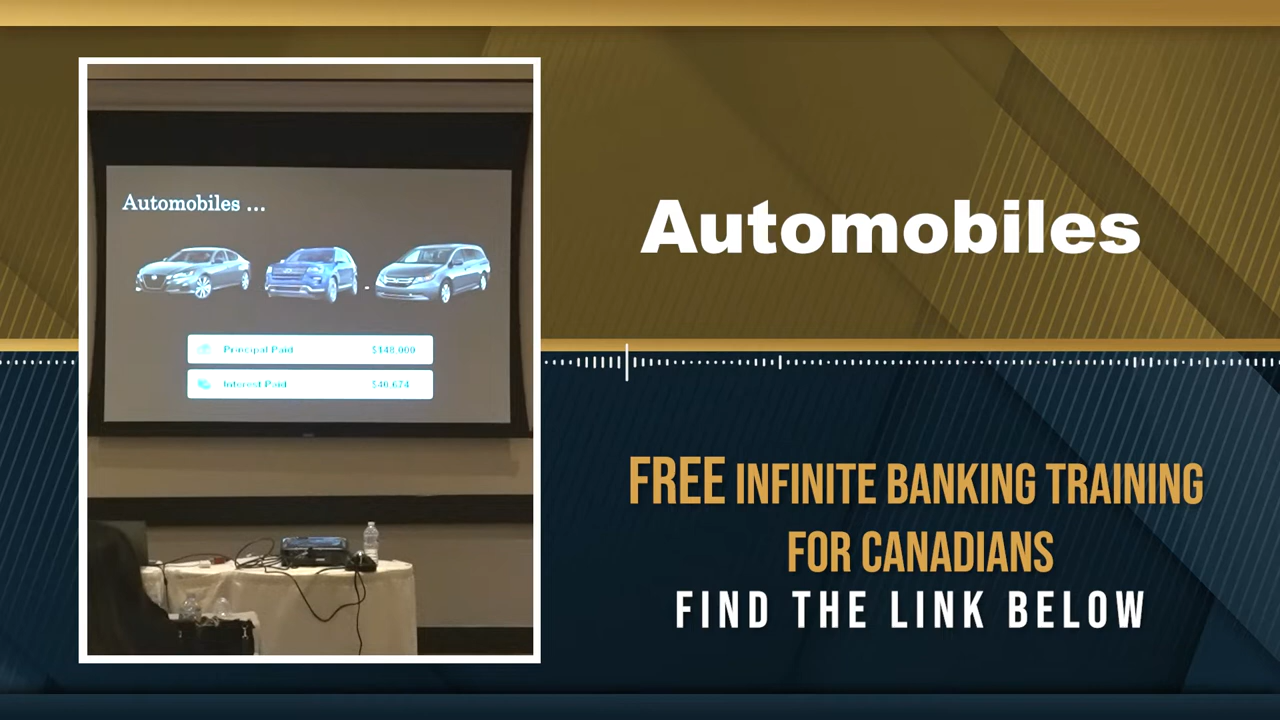 Automobiles ...
Principal Paid $148,000
Interest Paid $40,674
Automobiles
FREE INFINITE BANKING TRAINING
FOR CANADIANS
FIND THE LINK BELOW